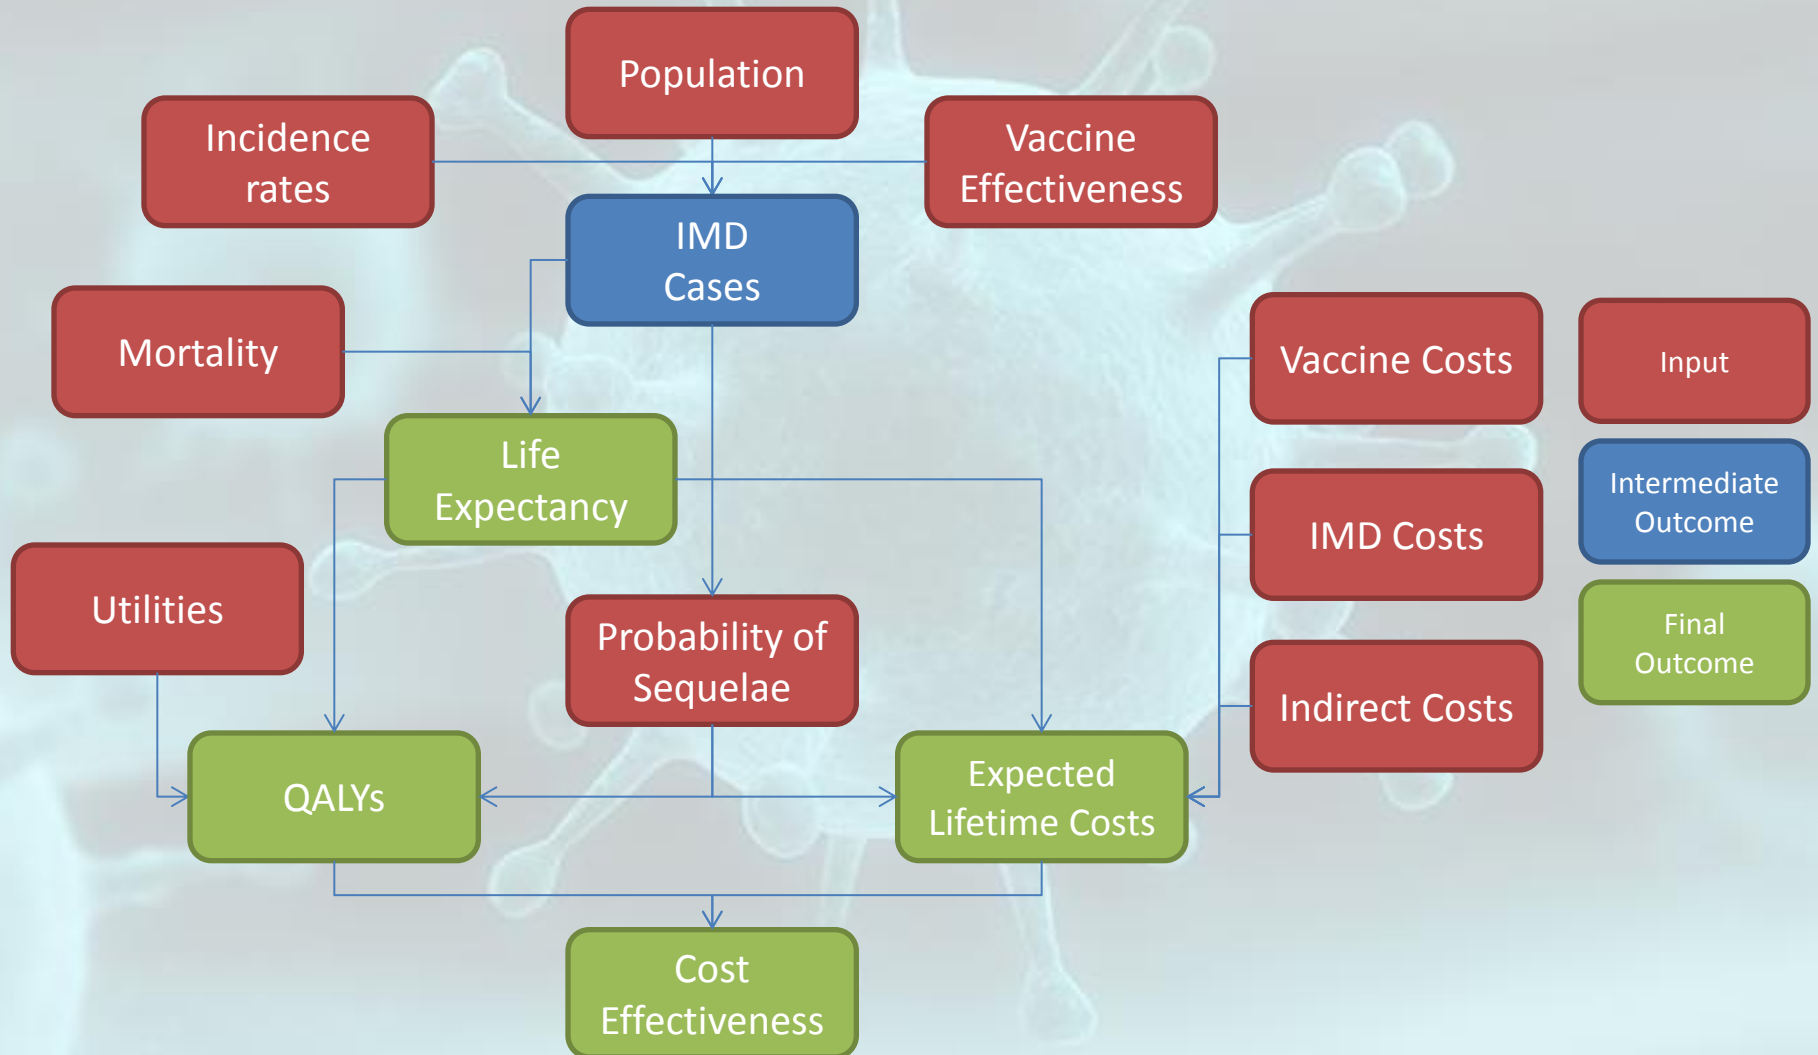 Population
Incidence
rates
Vaccine
Effectiveness
IMD
Cases
Mortality
Vaccine Costs
Input
Life
Expectancy
IMD Costs
Intermediate
Outcome
Utilities
Probability of
Sequelae
Indirect Costs
Final
Outcome
QALYs
Expected
Lifetime Costs
Cost
Effectiveness